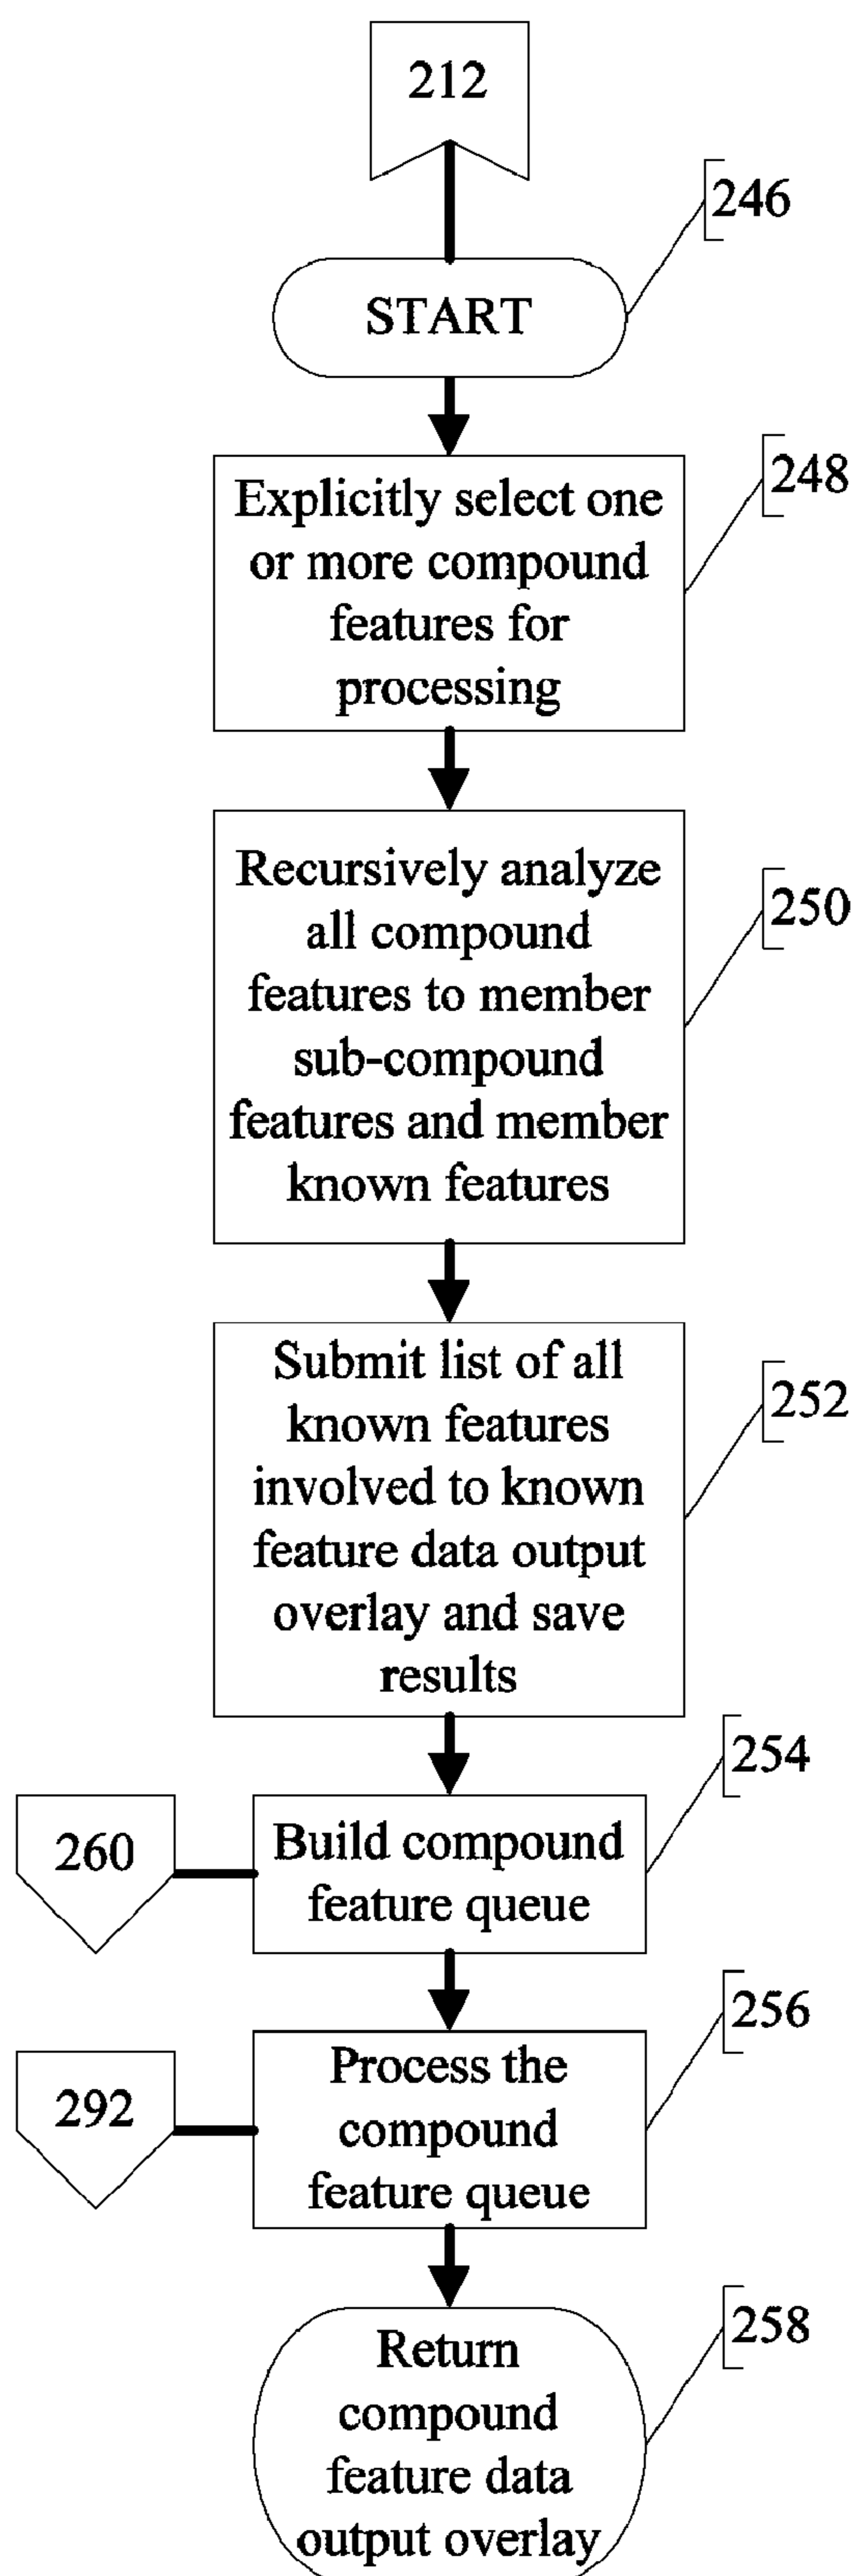 212
246
START
248
Explicitly select one
or more compound
features for
processing
250
Recursively analyze
all compound
features to member
sub-compound
features and member
known features
252
Submit list of all
known features
involved to known
feature data output
overlay and save
results
254
260
Build compound
feature queue
256
292
Process the
compound
feature queue
258
Return
compound
feature data
output overlay